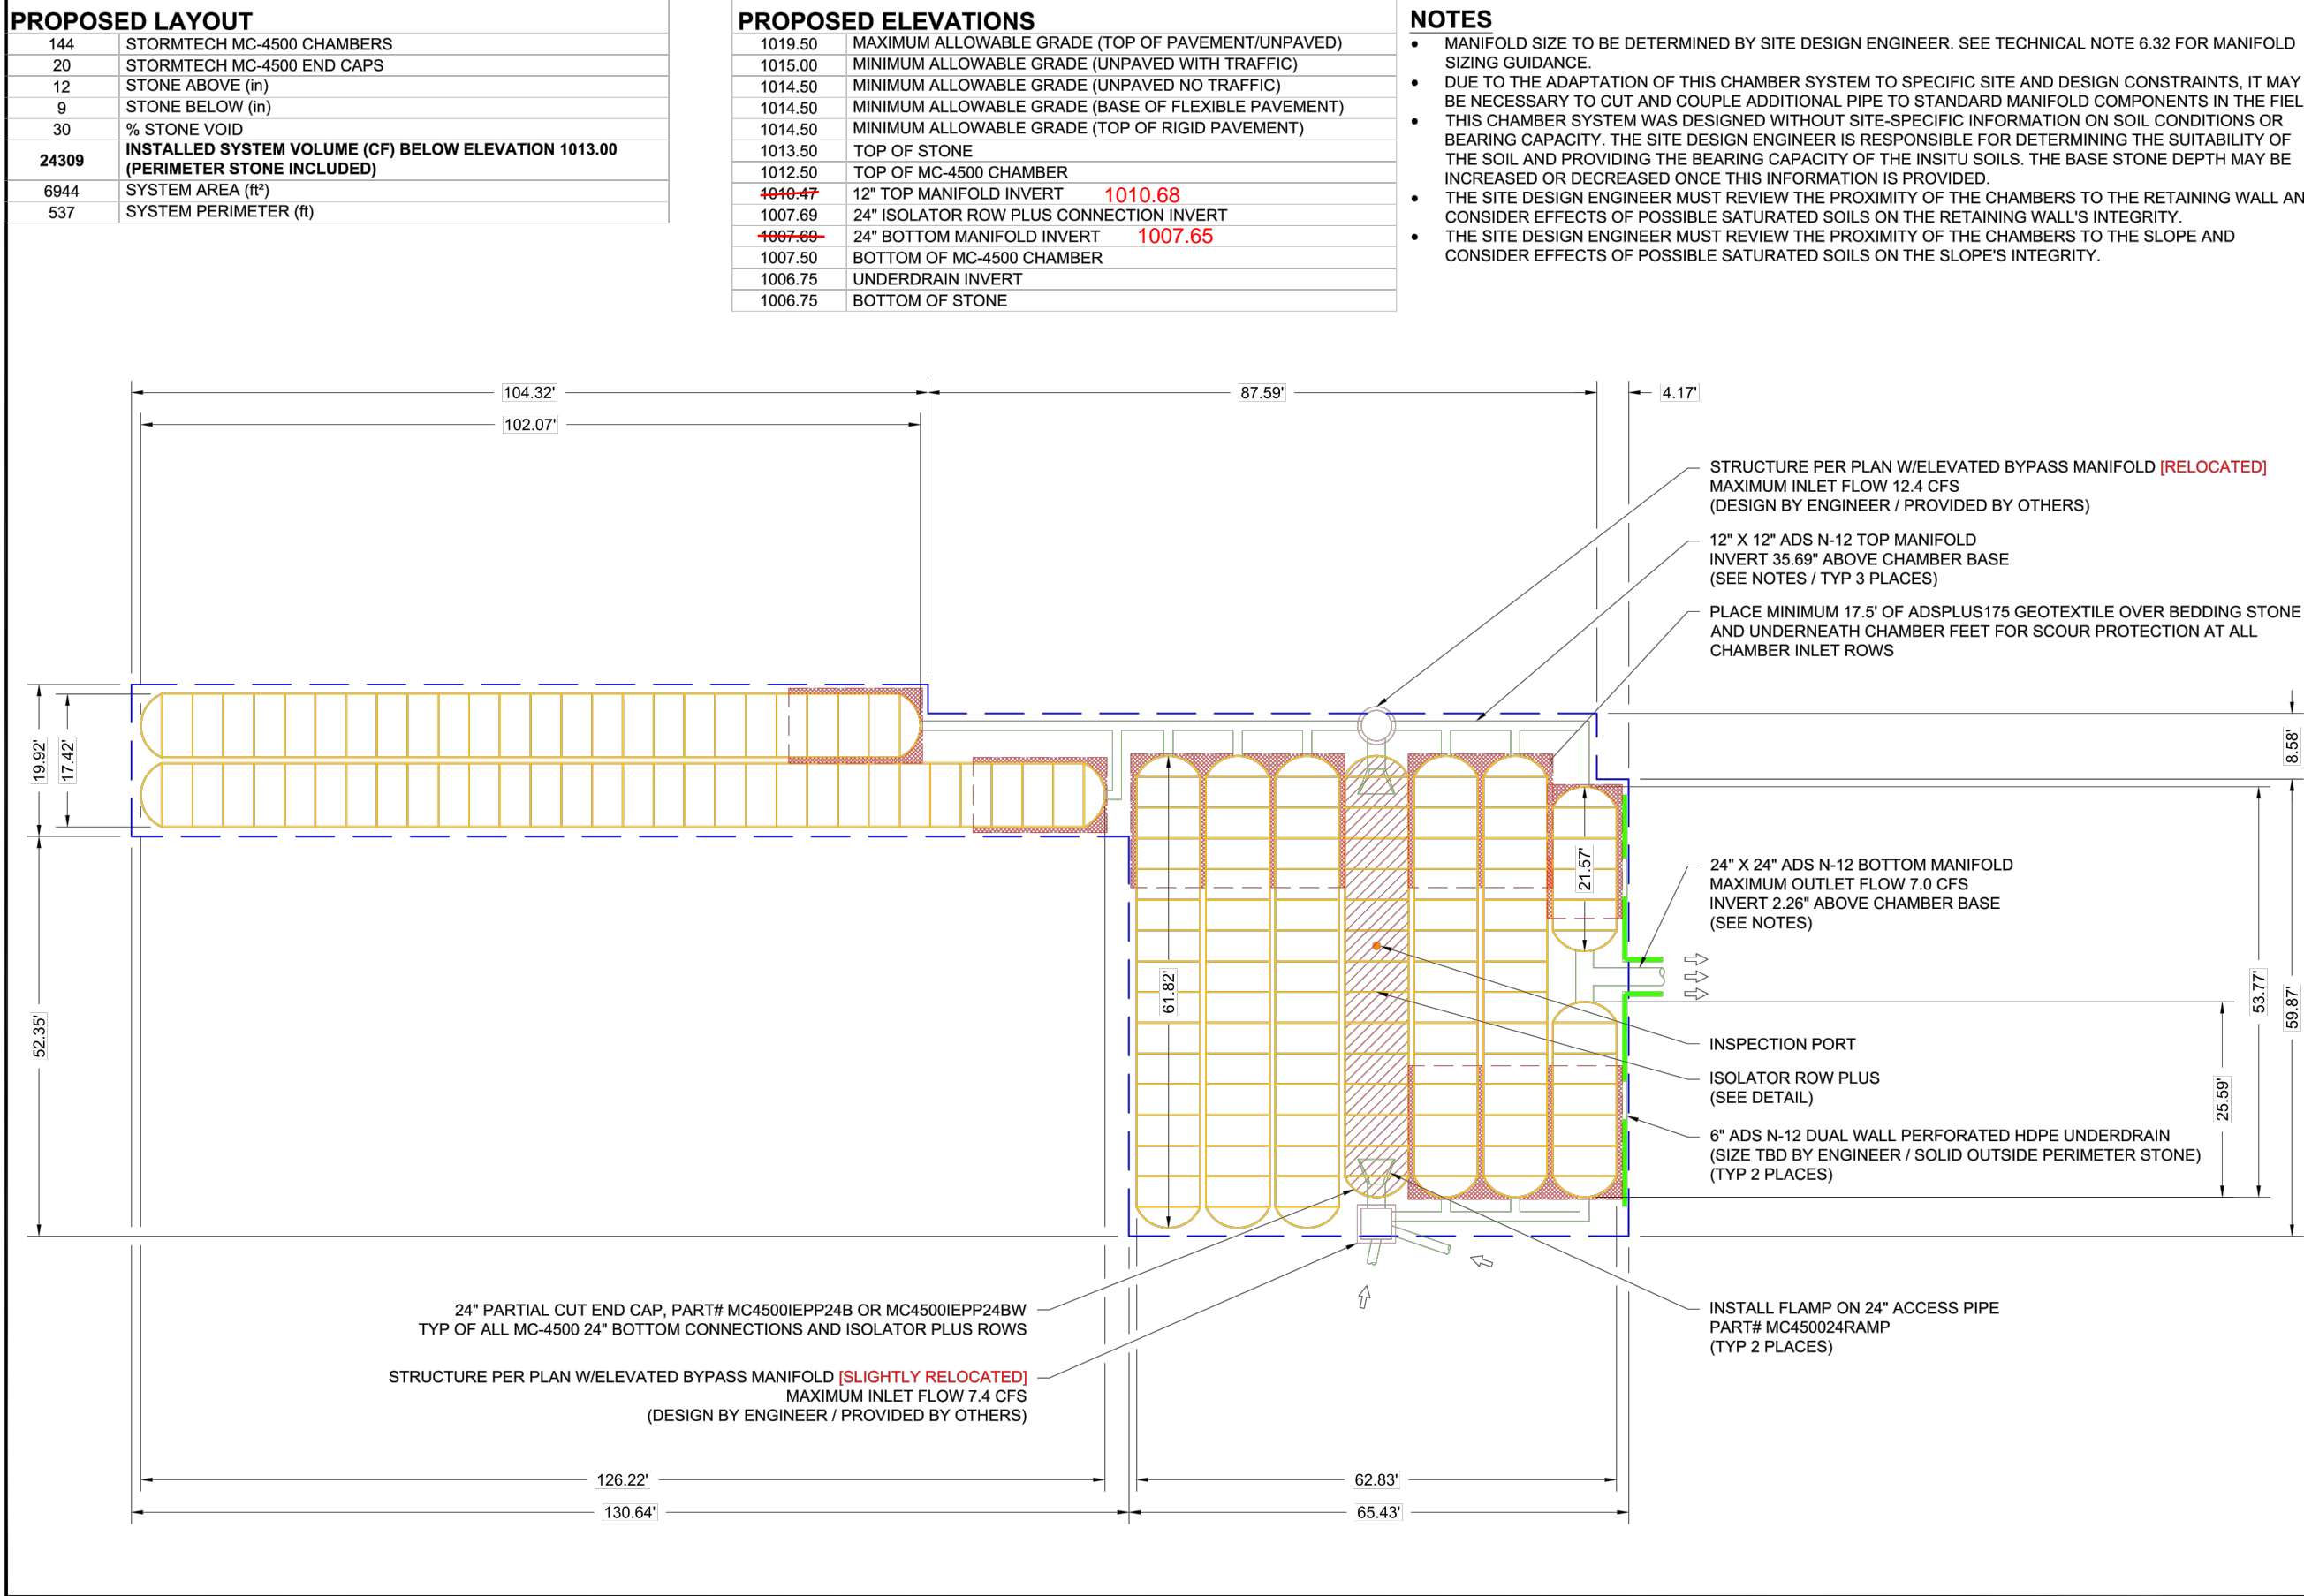 PROPOSED LAYOUT
144 STORMTECH MC-4500 CHAMBERS
20 STORMTECH MC-4500 END CAPS
12 STONE ABOVE (in)
9 STONE BELOW (in)
30 % STONE VOID
24309 INSTALLED SYSTEM VOLUME (CF) BELOW ELEVATION 1013.00
(PERIMETER STONE INCLUDED)
6944 SYSTEM AREA (ft²)
537 SYSTEM PERIMETER (ft)
PROPOSED ELEVATIONS
1019.50 MAXIMUM ALLOWABLE GRADE (TOP OF PAVEMENT/UNPAVED)
1015.00 MINIMUM ALLOWABLE GRADE (UNPAVED WITH TRAFFIC)
1014.50 MINIMUM ALLOWABLE GRADE (UNPAVED NO TRAFFIC)
1014.50 MINIMUM ALLOWABLE GRADE (BASE OF FLEXIBLE PAVEMENT)
1014.50 MINIMUM ALLOWABLE GRADE (TOP OF RIGID PAVEMENT)
1013.50 TOP OF STONE
1012.50 TOP OF MC-4500 CHAMBER
1010.47 12" TOP MANIFOLD INVERT 1010.68
1007.69 24" ISOLATOR ROW PLUS CONNECTION INVERT
1007.69 24" BOTTOM MANIFOLD INVERT 1007.65
1007.50 BOTTOM OF MC-4500 CHAMBER
1006.75 UNDERDRAIN INVERT
1006.75 BOTTOM OF STONE
NOTES
• MANIFOLD SIZE TO BE DETERMINED BY SITE DESIGN ENGINEER. SEE TECHNICAL NOTE 6.32 FOR MANIFOLD
SIZING GUIDANCE.
• DUE TO THE ADAPTATION OF THIS CHAMBER SYSTEM TO SPECIFIC SITE AND DESIGN CONSTRAINTS, IT MAY
BE NECESSARY TO CUT AND COUPLE ADDITIONAL PIPE TO STANDARD MANIFOLD COMPONENTS IN THE FIEL
• THIS CHAMBER SYSTEM WAS DESIGNED WITHOUT SITE-SPECIFIC INFORMATION ON SOIL CONDITIONS OR
BEARING CAPACITY. THE SITE DESIGN ENGINEER IS RESPONSIBLE FOR DETERMINING THE SUITABILITY OF
THE SOIL AND PROVIDING THE BEARING CAPACITY OF THE INSITU SOILS. THE BASE STONE DEPTH MAY BE
INCREASED OR DECREASED ONCE THIS INFORMATION IS PROVIDED.
• THE SITE DESIGN ENGINEER MUST REVIEW THE PROXIMITY OF THE CHAMBERS TO THE RETAINING WALL AN
CONSIDER EFFECTS OF POSSIBLE SATURATED SOILS ON THE RETAINING WALL'S INTEGRITY.
• THE SITE DESIGN ENGINEER MUST REVIEW THE PROXIMITY OF THE CHAMBERS TO THE SLOPE AND
CONSIDER EFFECTS OF POSSIBLE SATURATED SOILS ON THE SLOPE'S INTEGRITY.
104.32'
87.59'
4.17'
102.07'
STRUCTURE PER PLAN W/ELEVATED BYPASS MANIFOLD [RELOCATED]
MAXIMUM INLET FLOW 12.4 CFS
(DESIGN BY ENGINEER / PROVIDED BY OTHERS)
12" X 12" ADS N-12 TOP MANIFOLD
INVERT 35.69" ABOVE CHAMBER BASE
(SEE NOTES / TYP 3 PLACES)
PLACE MINIMUM 17.5' OF ADSPLUS175 GEOTEXTILE OVER BEDDING STONE
AND UNDERNEATH CHAMBER FEET FOR SCOUR PROTECTION AT ALL
CHAMBER INLET ROWS
19.92'
17.42'
8.58'
21.57'
24" X 24" ADS N-12 BOTTOM MANIFOLD
MAXIMUM OUTLET FLOW 7.0 CFS
INVERT 2.26" ABOVE CHAMBER BASE
(SEE NOTES)
61.82'
53.77'
59.87'
52.35'
INSPECTION PORT
ISOLATOR ROW PLUS
(SEE DETAIL)
25.59'
6" ADS N-12 DUAL WALL PERFORATED HDPE UNDERDRAIN
(SIZE TBD BY ENGINEER / SOLID OUTSIDE PERIMETER STONE)
(TYP 2 PLACES)
24" PARTIAL CUT END CAP, PART# MC4500IEPP24B OR MC4500IEPP24BW
TYP OF ALL MC-4500 24" BOTTOM CONNECTIONS AND ISOLATOR PLUS ROWS
INSTALL FLAMP ON 24" ACCESS PIPE
PART# MC450024RAMP
(TYP 2 PLACES)
STRUCTURE PER PLAN W/ELEVATED BYPASS MANIFOLD [SLIGHTLY RELOCATED]
MAXIMUM INLET FLOW 7.4 CFS
(DESIGN BY ENGINEER / PROVIDED BY OTHERS)
126.22'
62.83'
130.64'
65.43'